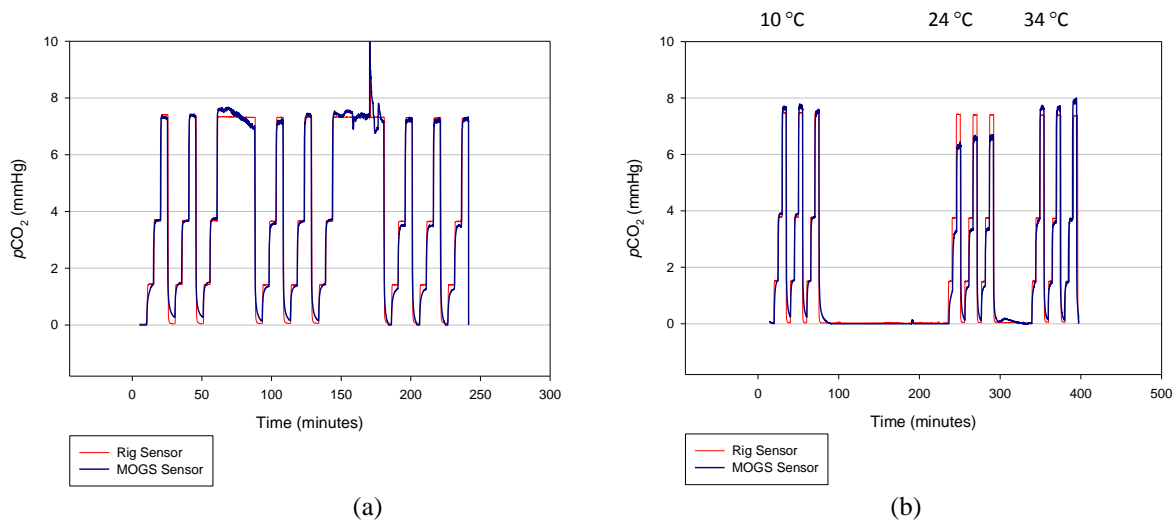 10 °C 24 °C 34 °C
10
8
6
4
2
0
pCO2 (mmHg)
0 50 100 150 200 250 300
Time (minutes)
Rig Sensor
MOGS Sensor
(a)
10
8
6
4
2
0
pCO2 (mmHg)
0 100 200 300 400 500
Time (minutes)
Rig Sensor
MOGS Sensor
(b)